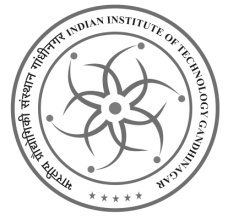 भारतीय प्रौद्योगिकी संस्थान गांधीनगर
INDIAN INSTITUTE OF TECHNOLOGY GANDHINAGAR